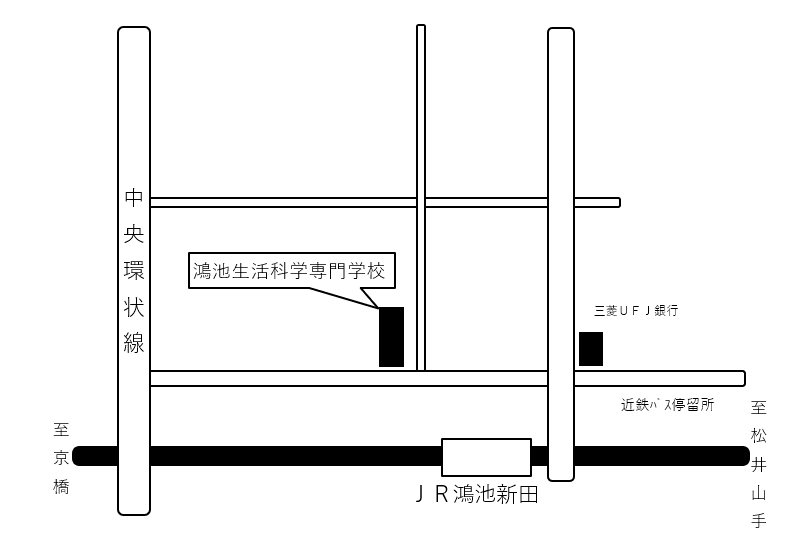 中央環状線
鴻池生活科学専門学校
三菱ＵＦＪ銀行
近鉄ﾊﾞｽ停留所
至京橋
至松井山手
ＪＲ鴻池新田